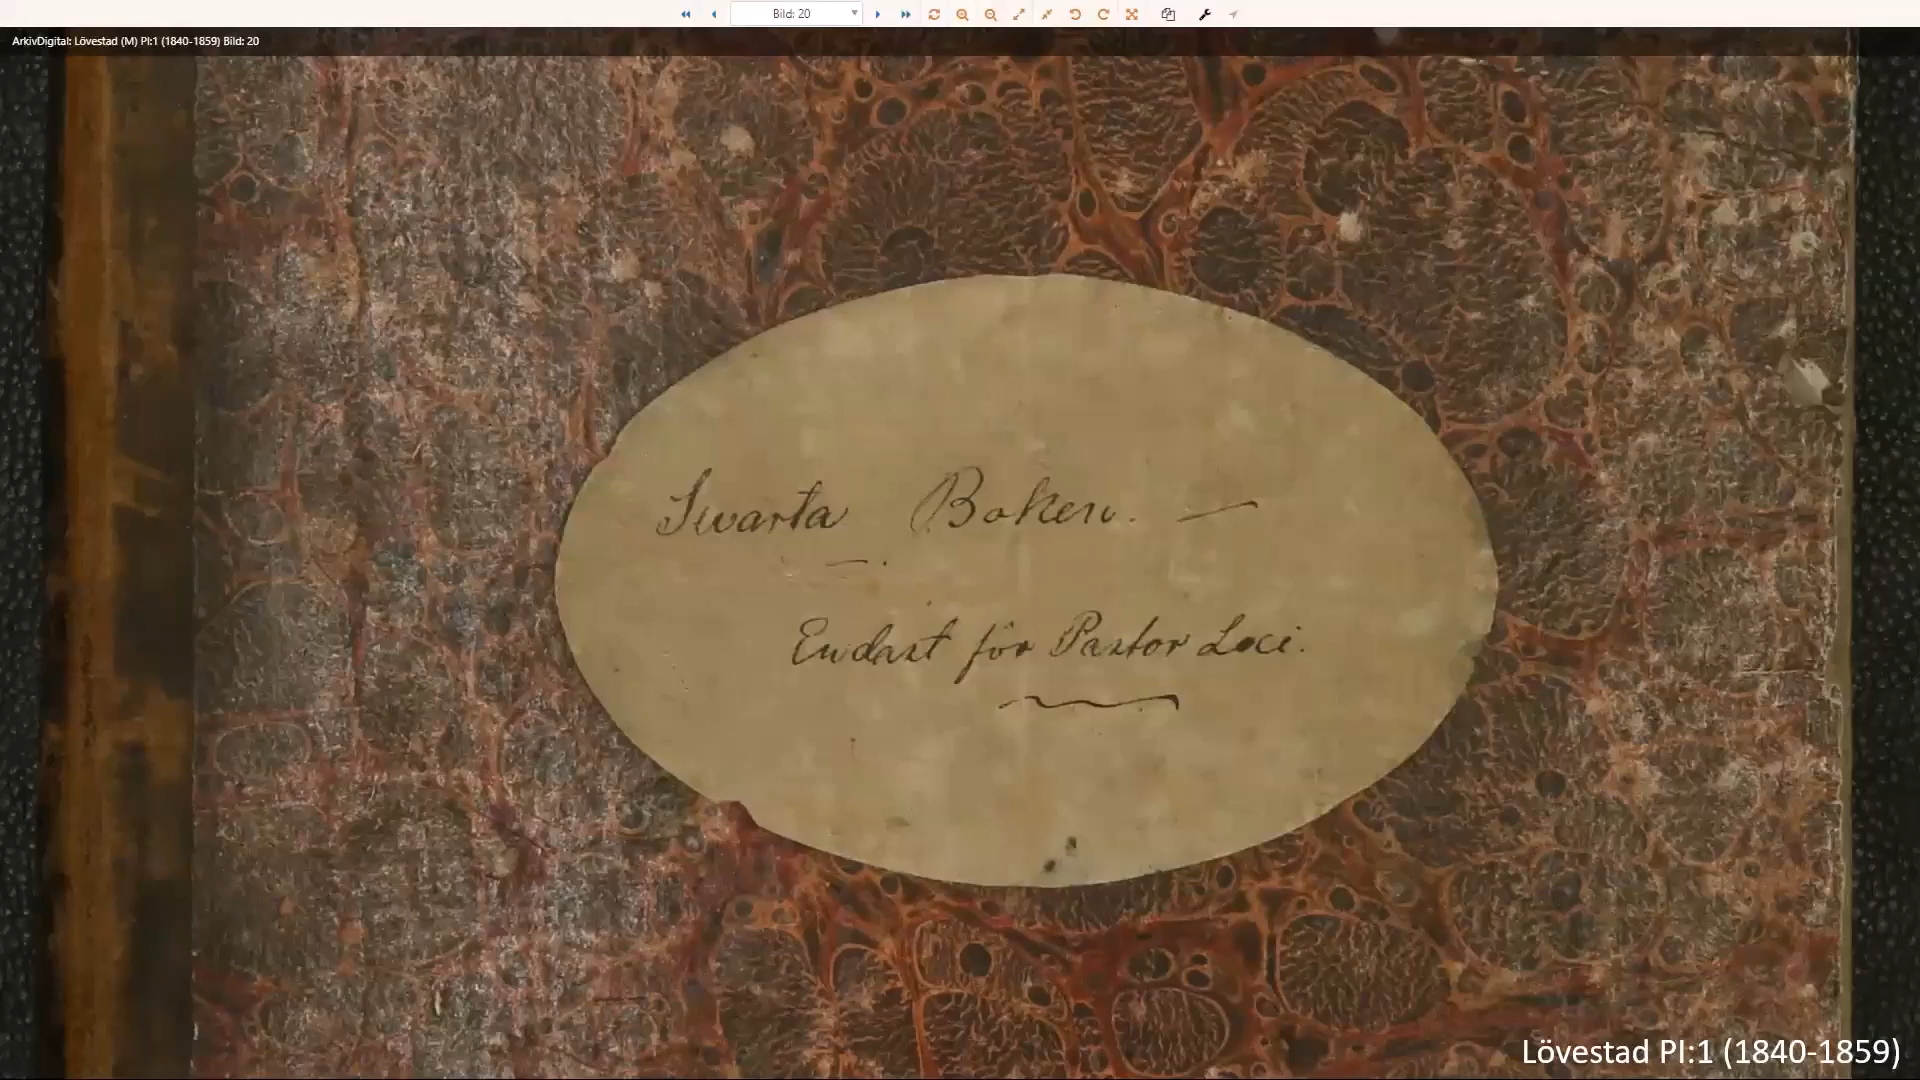 Bild: 20
ArkivDigital: Lövestad (M) PI:1 (1840-1859) Bild: 20
Swarta Boken. —
Endast för Pastor Loci.
Lövestad PI:1 (1840-1859)